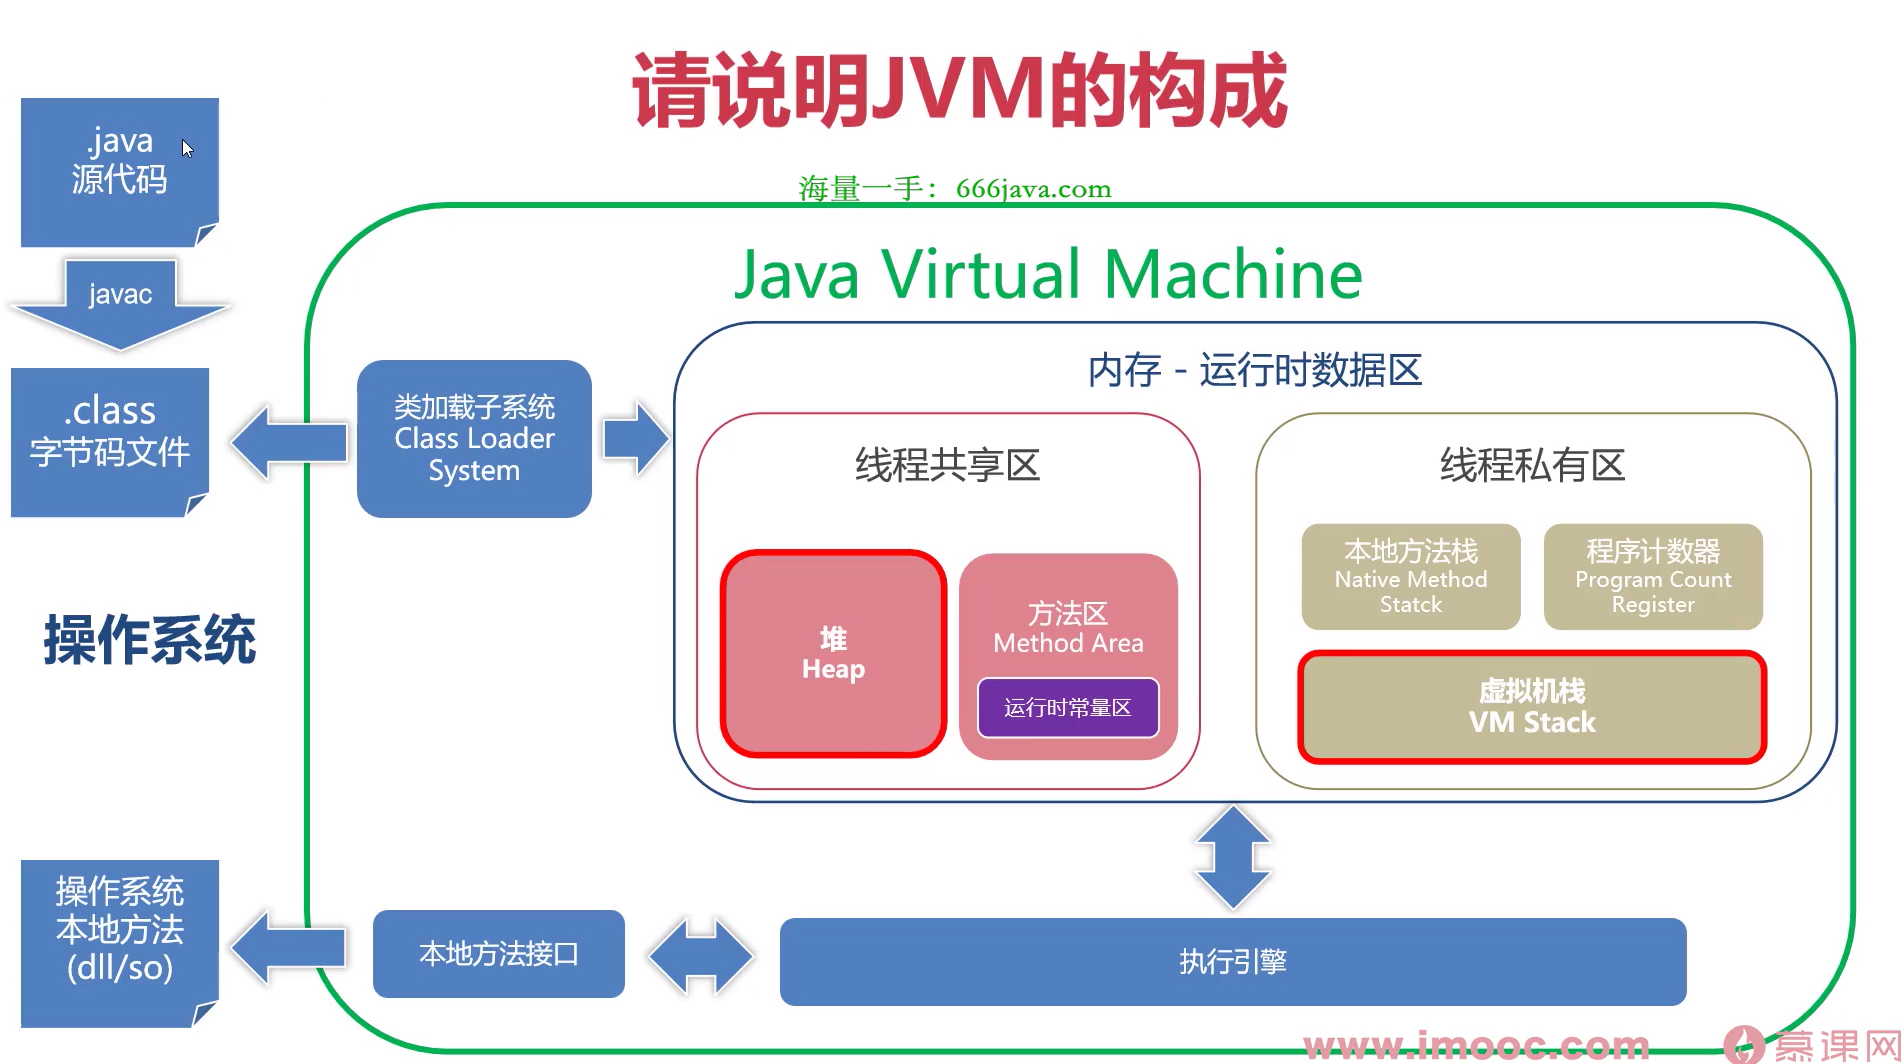 请说明JVM的构成
海量一手：666java.com
.java
源代码
javac
.class
字节码文件
操作系统
操作系统
本地方法
(dll/so)
Java Virtual Machine
类加载子系统
Class Loader
System
内存 - 运行时数据区
线程共享区
堆
Heap
方法区
Method Area
运行时常量区
线程私有区
本地方法栈
Native Method
Statck
程序计数器
Program Count
Register
虚拟机栈
VM Stack
本地方法接口
执行引擎
www.imooc.com
慕课网